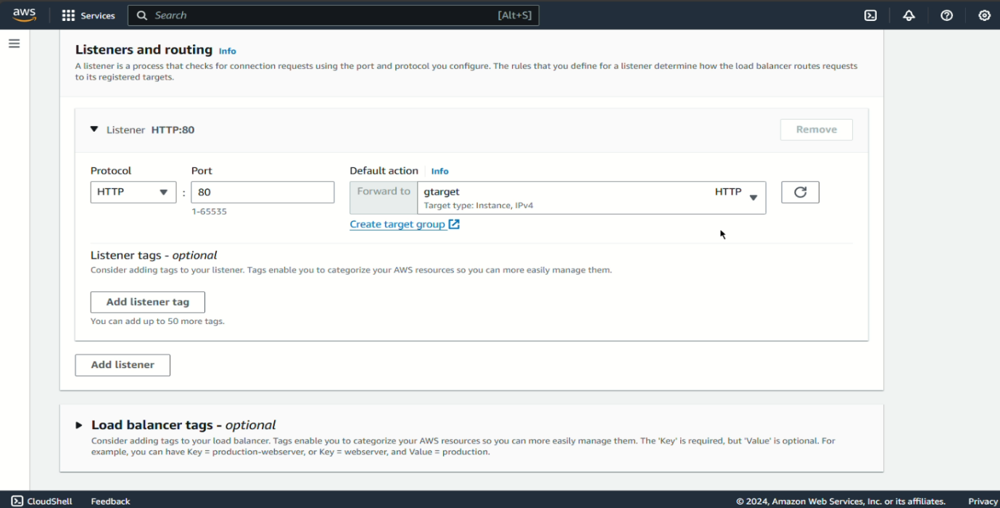 aws Services Search [Alt+S]
Listeners and routing Info
A listener is a process that checks for connection requests using the port and protocol you configure. The rules that you define for a listener determine how the load balancer routes requests
to its registered targets.
Listener HTTP:80 Remove
Protocol Port Default action Info
HTTP : 80 Forward to gtarget HTTP
Target type: Instance, IPv4
1-65535
Create target group
Listener tags - optional
Consider adding tags to your listener. Tags enable you to categorize your AWS resources so you can more easily manage them.
Add listener tag
You can add up to 50 more tags.
Add listener
Load balancer tags - optional
Consider adding tags to your load balancer. Tags enable you to categorize your AWS resources so you can more easily manage them. The 'Key' is required, but 'Value' is optional. For
example, you can have Key = production-webserver, or Key = webserver, and Value = production.
CloudShell Feedback © 2024, Amazon Web Services, Inc. or its affiliates. Privacy